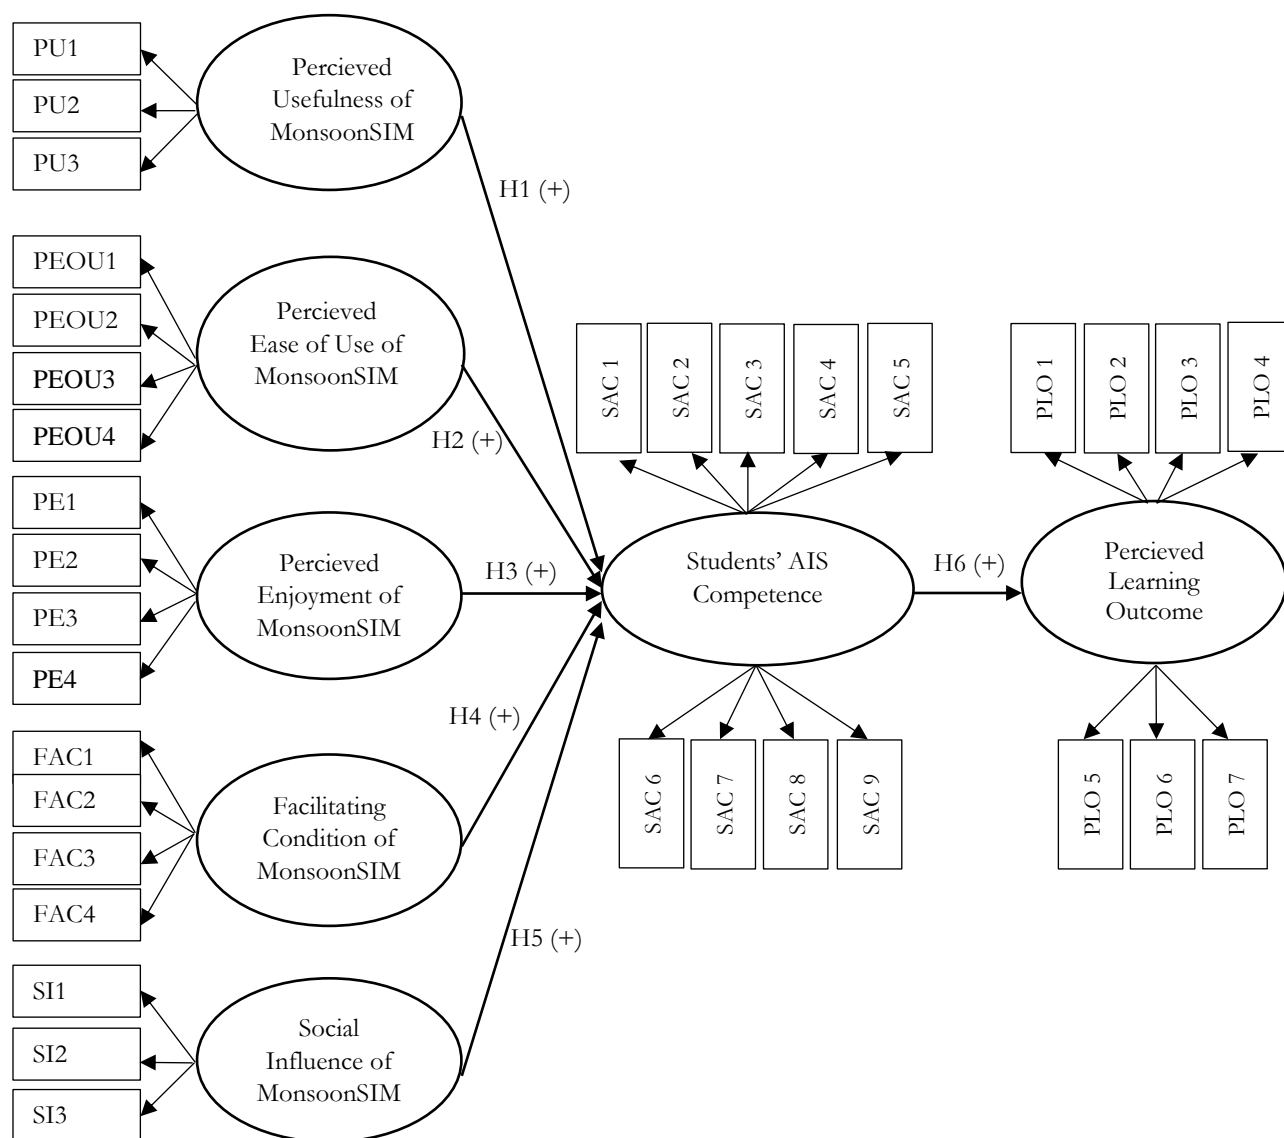 PU1
PU2
PU3
Percieved
Usefulness of
MonsoonSIM
H1 (+)
PEOU1
PEOU2
PEOU3
PEOU4
Percieved
Ease of Use of
MonsoonSIM
H2 (+)
PE1
PE2
PE3
PE4
Percieved
Enjoyment of
MonsoonSIM
H3 (+)
FAC1
FAC2
FAC3
FAC4
Facilitating
Condition of
MonsoonSIM
H4 (+)
SI1
SI2
SI3
Social
Influence of
MonsoonSIM
H5 (+)
SAC 1
SAC 2
SAC 3
SAC 4
SAC 5
Students’ AIS
Competence
SAC 6
SAC 7
SAC 8
SAC 9
H6 (+)
PLO 1
PLO 2
PLO 3
PLO 4
Percieved
Learning
Outcome
PLO 5
PLO 6
PLO 7